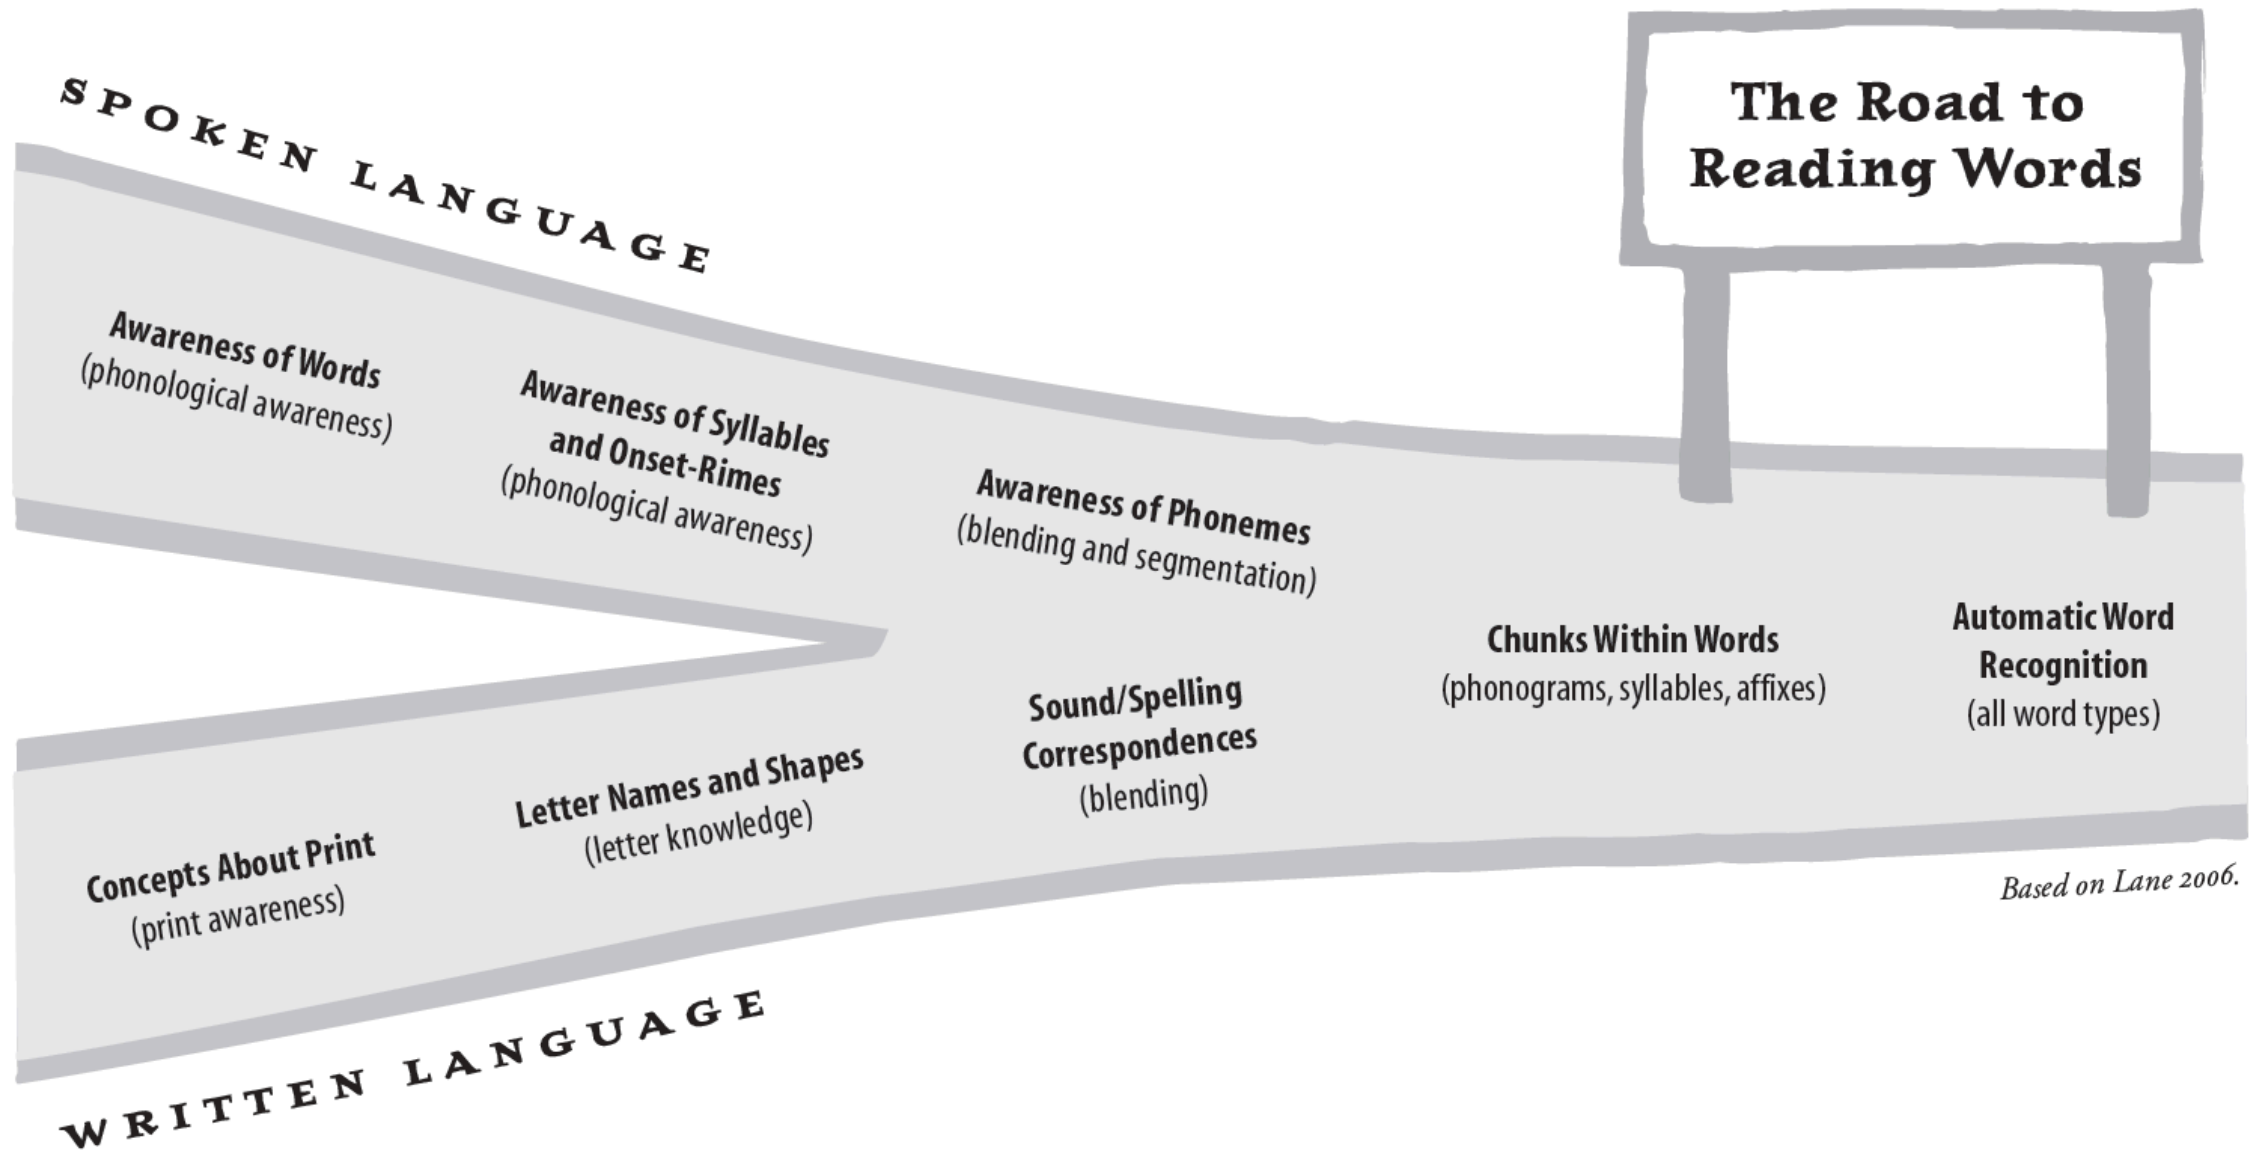 SPOKEN LANGUAGE
The Road to
Reading Words
Awareness of Words
(phonological awareness)
Awareness of Syllables
and Onset-Rimes
(phonological awareness)
Awareness of Phonemes
(blending and segmentation)
Concepts About Print
(print awareness)
Letter Names and Shapes
(letter knowledge)
Sound/Spelling
Correspondences
(blending)
Chunks Within Words
(phonograms, syllables, affixes)
Automatic Word
Recognition
(all word types)
Based on Lane 2006.
WRITTEN LANGUAGE